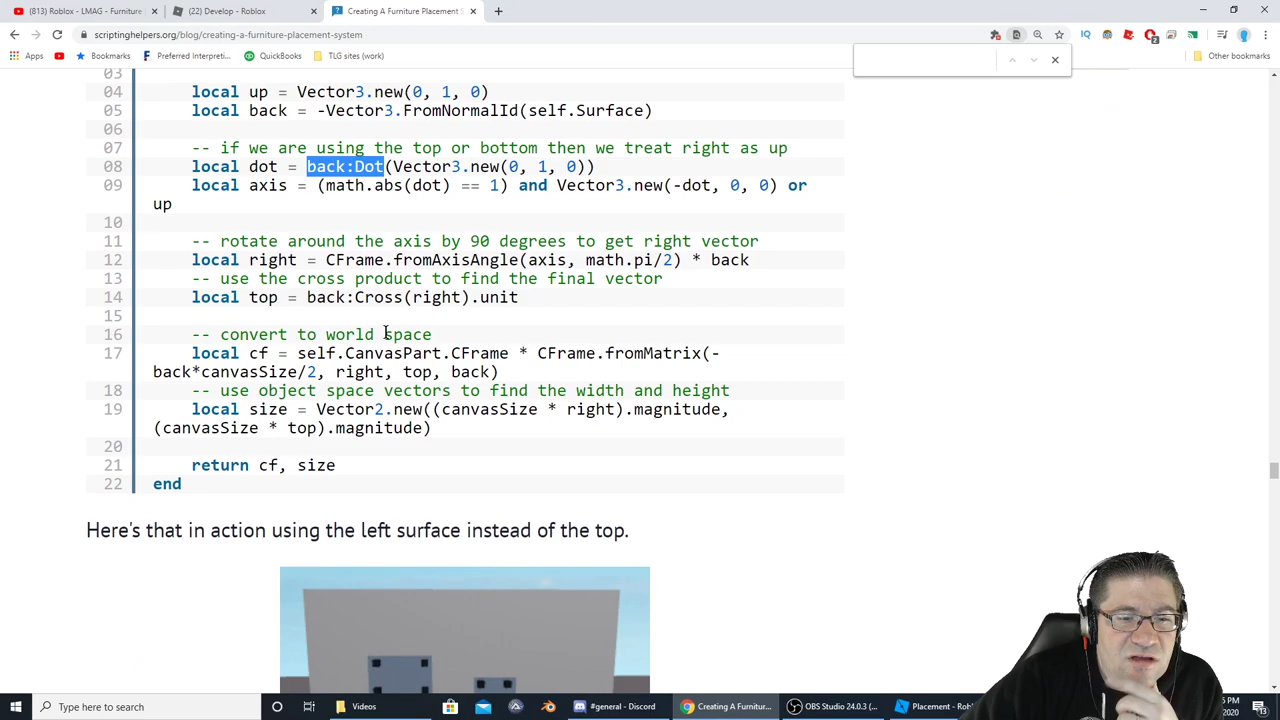 (813) Roblox - LMAG - Furniture
(22) Develop - Roblox
Creating A Furniture Placement S
scriptinghelpers.org/blog/creating-a-furniture-placement-system
Apps
Bookmarks
Preferred Interpreti...
QuickBooks
TLG sites (work)
Other bookmarks
03
04 local up = Vector3.new(0, 1, 0)
05 local back = -Vector3.FromNormalId(self.Surface)
06
07 -- if we are using the top or bottom then we treat right as up
08 local dot = back:Dot(Vector3.new(0, 1, 0))
09 local axis = (math.abs(dot) == 1) and Vector3.new(-dot, 0, 0) or
up
10
11 -- rotate around the axis by 90 degrees to get right vector
12 local right = CFrame.fromAxisAngle(axis, math.pi/2) * back
13 -- use the cross product to find the final vector
14 local top = back:Cross(right).unit
15
16 -- convert to world space
17 local cf = self.CanvasPart.CFrame * CFrame.fromMatrix(-
back*canvasSize/2, right, top, back)
18 -- use object space vectors to find the width and height
19 local size = Vector2.new((canvasSize * right).magnitude,
(canvasSize * top).magnitude)
20
21 return cf, size
22 end
Here's that in action using the left surface instead of the top.
Type here to search
Videos
#general - Discord
Creating A Furnitur...
OBS Studio 24.0.3 (...
Placement - Roblox